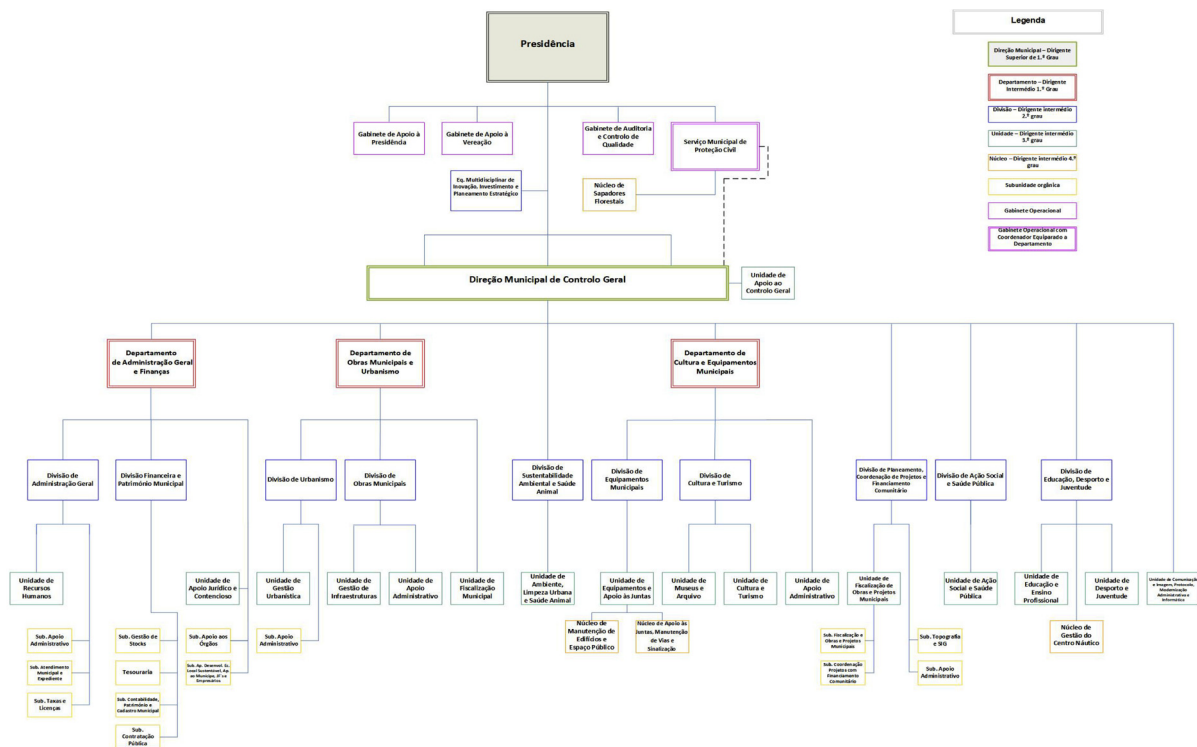 Presidência
Legenda
Direção Municipal – Dirigente
Superior de 1.º Grau
Departamento – Dirigente
Intermédio 1.º Grau
Divisão – Dirigente intermédio
2.º grau
Unidade – Dirigente intermédio
3.º grau
Núcleo – Dirigente intermédio 4.º
grau
Subunidade orgânica
Gabinete Operacional
Gabinete Operacional com
Coordenador Equiparado a
Departamento
Gabinete de Apoio à
Presidência
Gabinete de Apoio à
Vereação
Gabinete de Auditoria
e Controlo de
Qualidade
Serviço Municipal de
Proteção Civil
Eq. Multidisciplinar de
Inovação, Investimento e
Planeamento Estratégico
Núcleo de
Sapadores
Florestais
Direção Municipal de Controlo Geral
Unidade de
Apoio ao
Controlo Geral
Departamento
de Administração Geral
e Finanças
Departamento de
Obras Municipais e
Urbanismo
Departamento de
Cultura e Equipamentos
Municipais
Divisão de
Administração Geral
Divisão Financeira e
Património Municipal
Divisão de Urbanismo
Divisão de
Obras Municipais
Divisão de
Sustentabilidade
Ambiental e Saúde
Animal
Divisão de
Equipamentos
Municipais
Divisão de
Cultura e Turismo
Divisão de Planeamento,
Coordenação de Projetos e
Financiamento
Comunitário
Divisão de Ação Social
e Saúde Pública
Divisão de
Educação, Desporto e
Juventude
Unidade de
Recursos
Humanos
Unidade de
Apoio Jurídico e
Contencioso
Unidade de
Gestão
Urbanística
Unidade de
Gestão de
Infraestruturas
Unidade de
Apoio
Administrativo
Unidade de
Fiscalização
Municipal
Unidade de
Ambiente,
Limpeza Urbana
e Saúde Animal
Unidade de
Equipamentos e
Apoio às Juntas
Unidade de
Museus e
Arquivo
Unidade de
Cultura e
Turismo
Unidade de
Apoio
Administrativo
Unidade de
Fiscalização de
Obras e Projetos
Municipais
Unidade de Ação
Social e Saúde
Pública
Unidade de
Educação e
Ensino
Profissional
Unidade de
Desporto e
Juventude
Unidade de Comunicação
e Imagem, Protocolo,
Modernização
Administrativa e
Informática
Sub. Apoio
Administrativo
Sub. Gestão de
Stocks
Sub. Apoio aos
Órgãos
Sub. Apoio
Administrativo
Núcleo de
Manutenção de
Edifícios e
Espaço Público
Núcleo de Apoio às
Juntas, Manutenção
de Vias e
Sinalização
Sub. Fiscalização e
Obras e Projetos
Municipais
Sub. Topografia
e SIG
Núcleo de
Gestão do
Centro Náutico
Sub. Atendimento
Municipal e
Expediente
Tesouraria
Local Sustentável, Ap.
Empresários
Sub. Coordenação
Projetos com
Financiamento
Comunitário
Sub. Apoio
Administrativo
Sub. Taxas e
Licenças
Sub. Contabilidade,
Património e
Cadastro Municipal
Sub.
Contratação
Pública